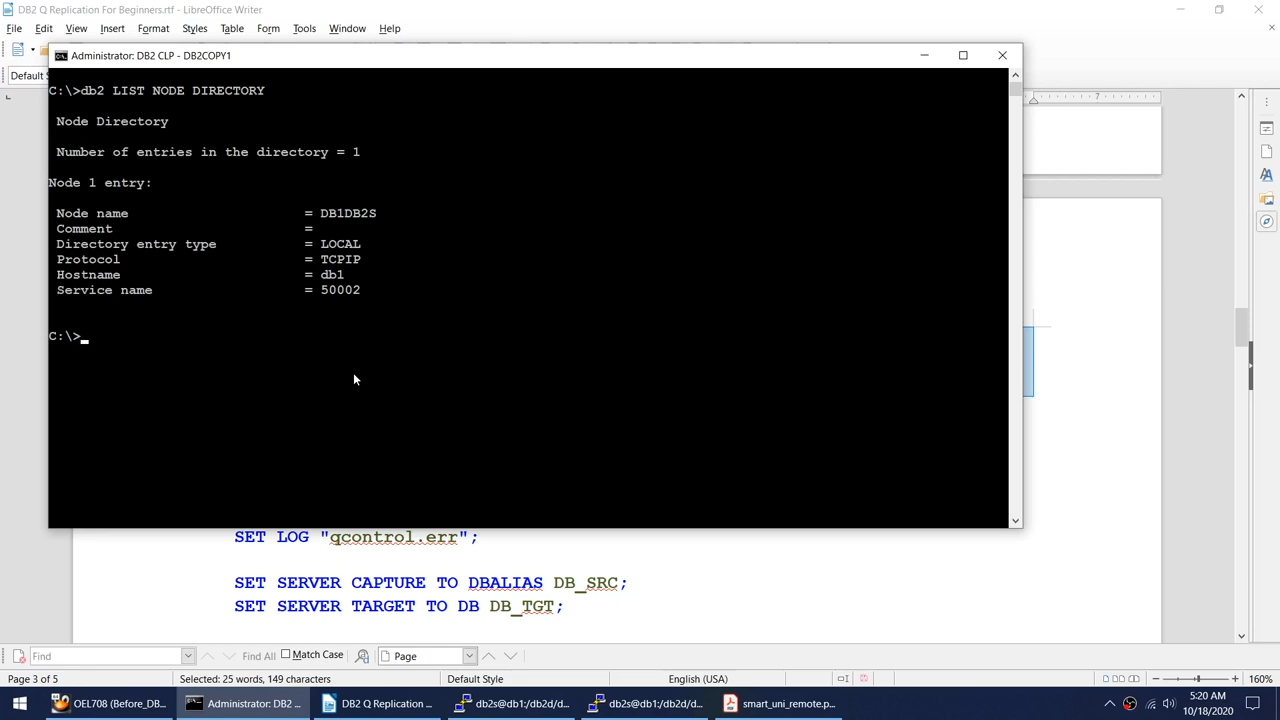 DB2 Q Replication For Beginners.rtf - LibreOffice Writer
File Edit View Insert Format Styles Table Form Tools Window Help
Administrator: DB2 CLP - DB2COPY1
Default S
7
C:\>db2 LIST NODE DIRECTORY
Node Directory
Number of entries in the directory = 1
Node 1 entry:
Node name = DB1DB2S
Comment =
Directory entry type = LOCAL
Protocol = TCPIP
Hostname = db1
Service name = 50002
C:\>
SET LOG "qcontrol.err";
SET SERVER CAPTURE TO DBALIAS DB_SRC;
SET SERVER TARGET TO DB DB_TGT;
Find Find All Match Case Page
Page 3 of 5 Selected: 25 words, 149 characters Default Style English (USA) 160%
OEL708 (Before_DB... Administrator: DB2 ... DB2 Q Replication ... db2s@db1:/db2d/d... db2s@db1:/db2d/d... smart_uni_remote.p... 5:20 AM
10/18/2020